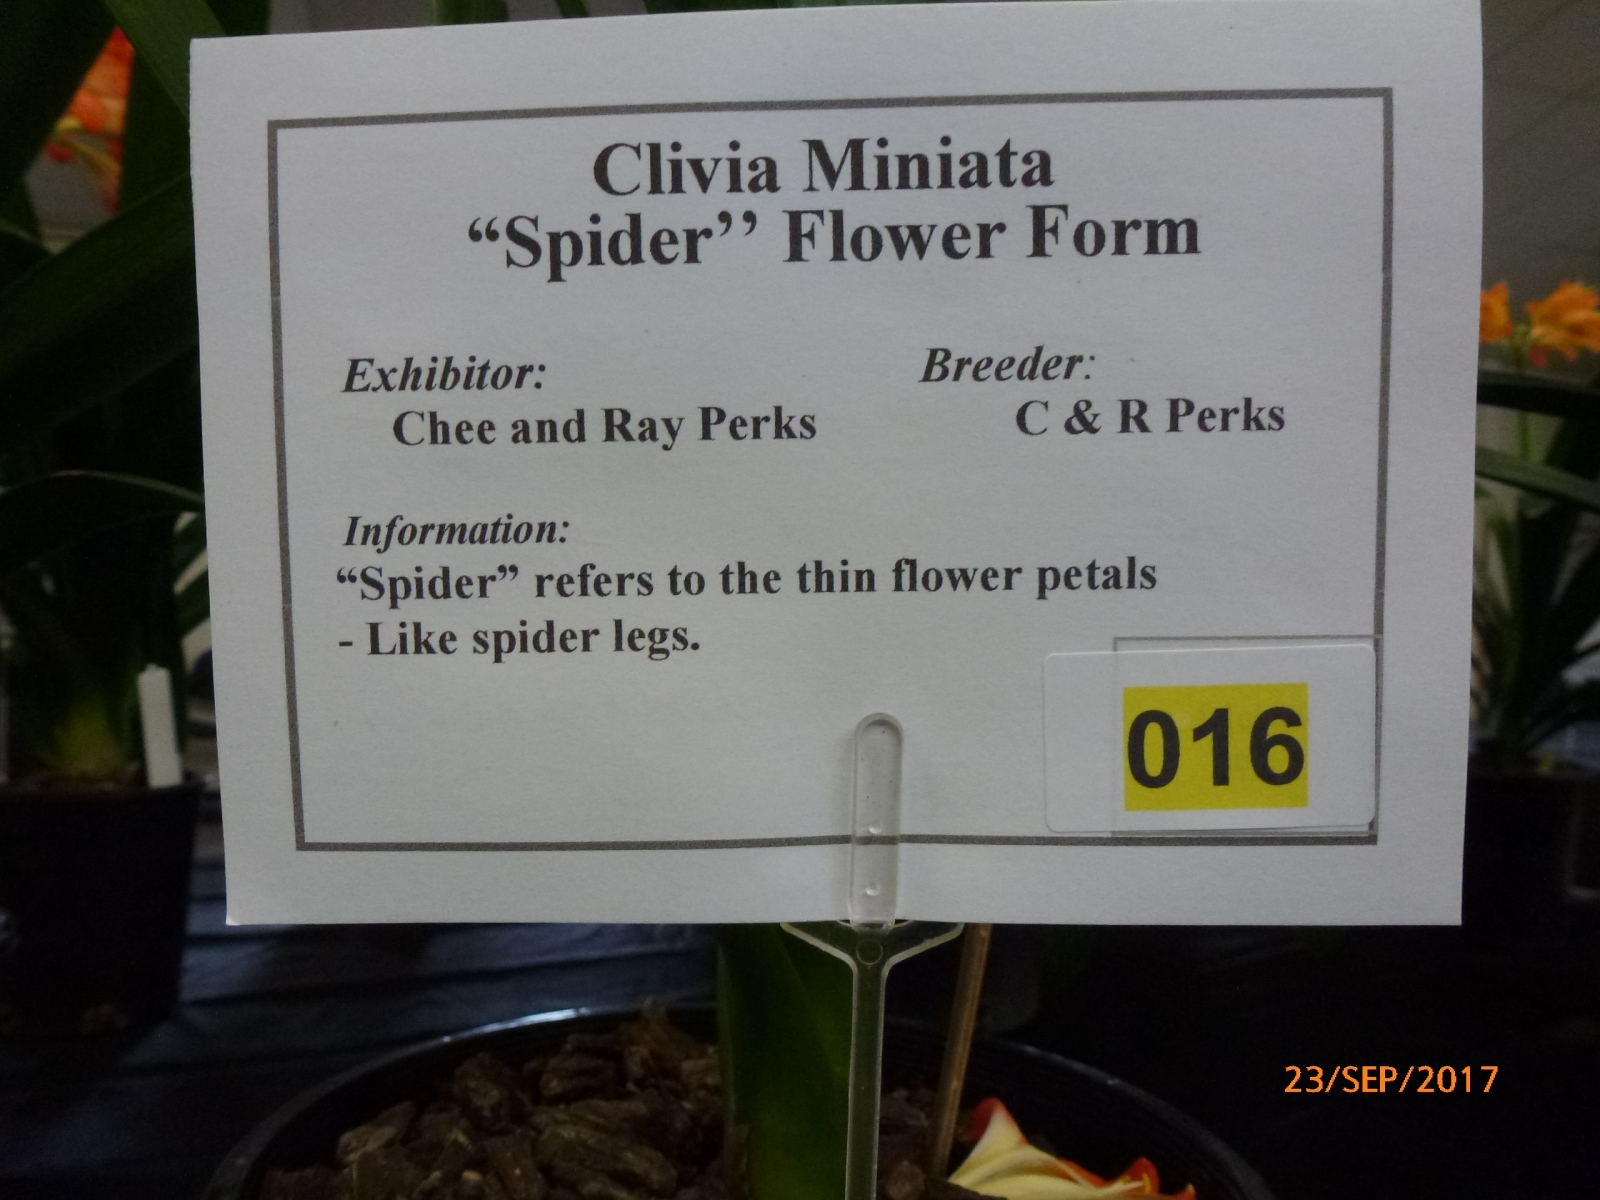 Clivia Miniata
“Spider’’ Flower Form
Exhibitor:
Breeder:
Chee and Ray Perks
C & R Perks
Information:
“Spider” refers to the thin flower petals
- Like spider legs.
016
23/SEP/2017